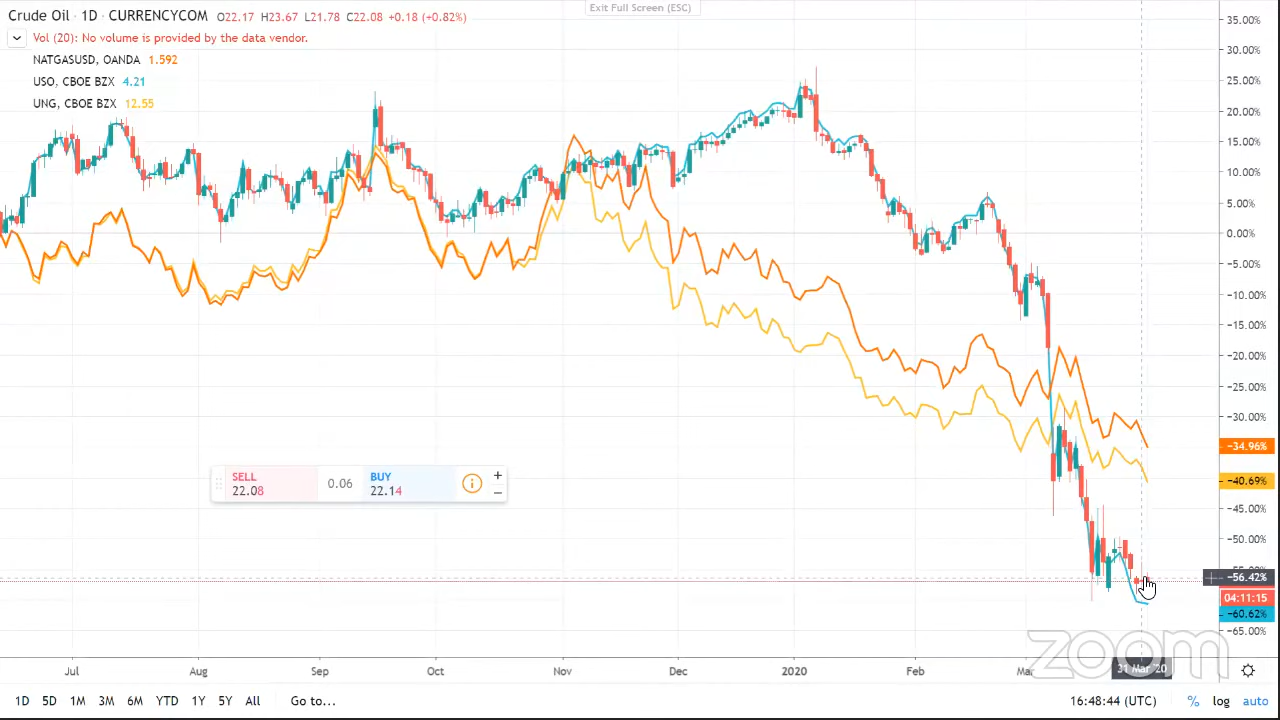 Crude Oil · 1D · CURRENCYCOM O22.17 H23.67 L21.78 C22.08 +0.18 (+0.82%)
Exit Full Screen (ESC)
Vol (20): No volume is provided by the data vendor.
NATGASUSD, OANDA 1.592
USO, CBOE BZX 4.21
UNG, CBOE BZX 12.55
35.00%
30.00%
25.00%
20.00%
15.00%
10.00%
5.00%
0.00%
−5.00%
−10.00%
−15.00%
−20.00%
−25.00%
−30.00%
−34.96%
−40.69%
−45.00%
−50.00%
−56.42%
04:11:15
−60.62%
−65.00%
SELL
22.08
0.06
BUY
22.14
+
−
zoom
Jul Aug Sep Oct Nov Dec 2020 Feb Mar 31 Mar '20
1D 5D 1M 3M 6M YTD 1Y 5Y All Go to... 16:48:44 (UTC) % log auto